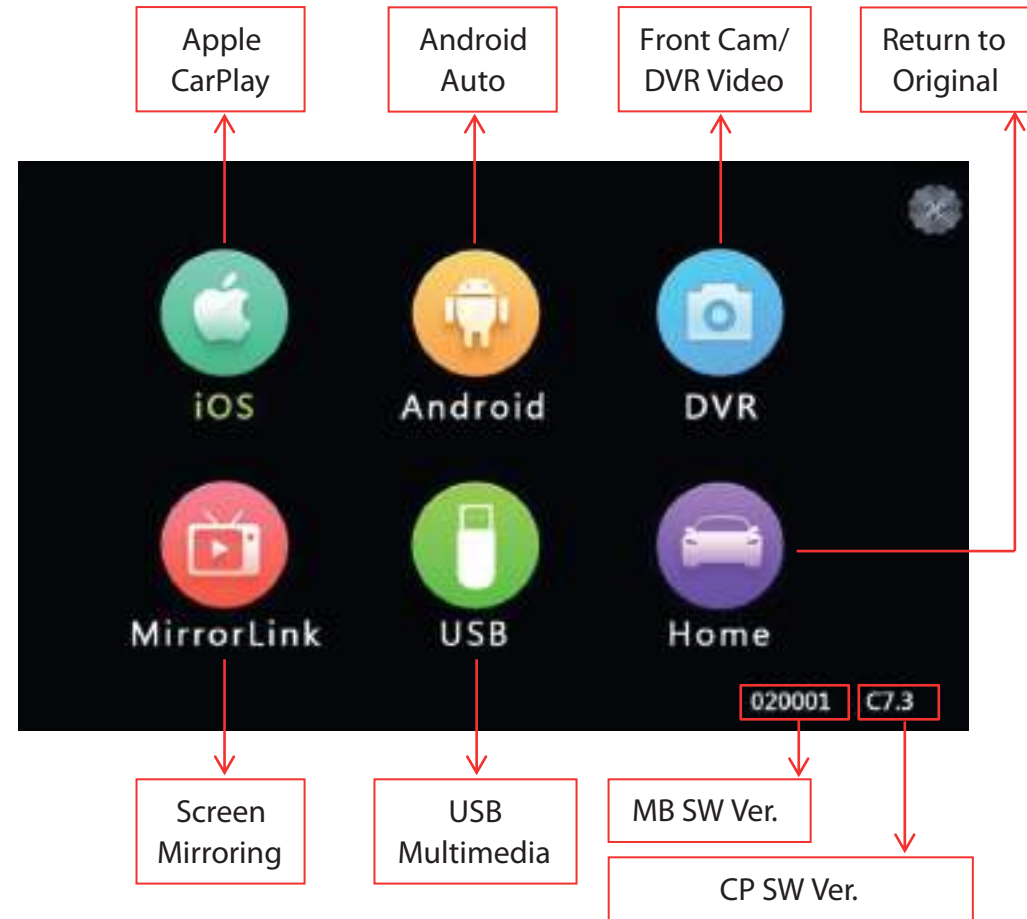 Apple
CarPlay
Android
Auto
Front Cam/
DVR Video
Return to
Original
iOS
Android
DVR
MirrorLink
USB
Home
020001
C7.3
Screen
Mirroring
USB
Multimedia
MB SW Ver.
CP SW Ver.